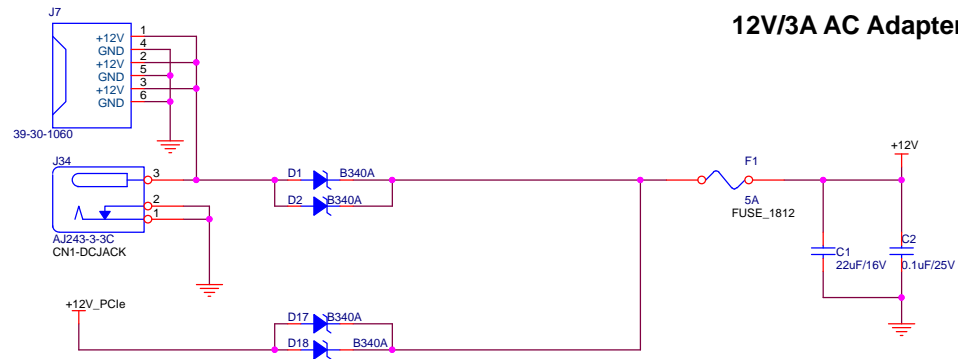 J7
12V/3A AC Adapter
+12V 1
GND 4
+12V 2
GND 5
+12V 3
GND 6
39-30-1060
J34
3
2
1
AJ243-3-3C
CN1-DCJACK
D1 B340A
D2 B340A
F1
5A
FUSE_1812
+12V
C1
22uF/16V
C2
0.1uF/25V
+12V_PCIe
D17 B340A
D18 B340A